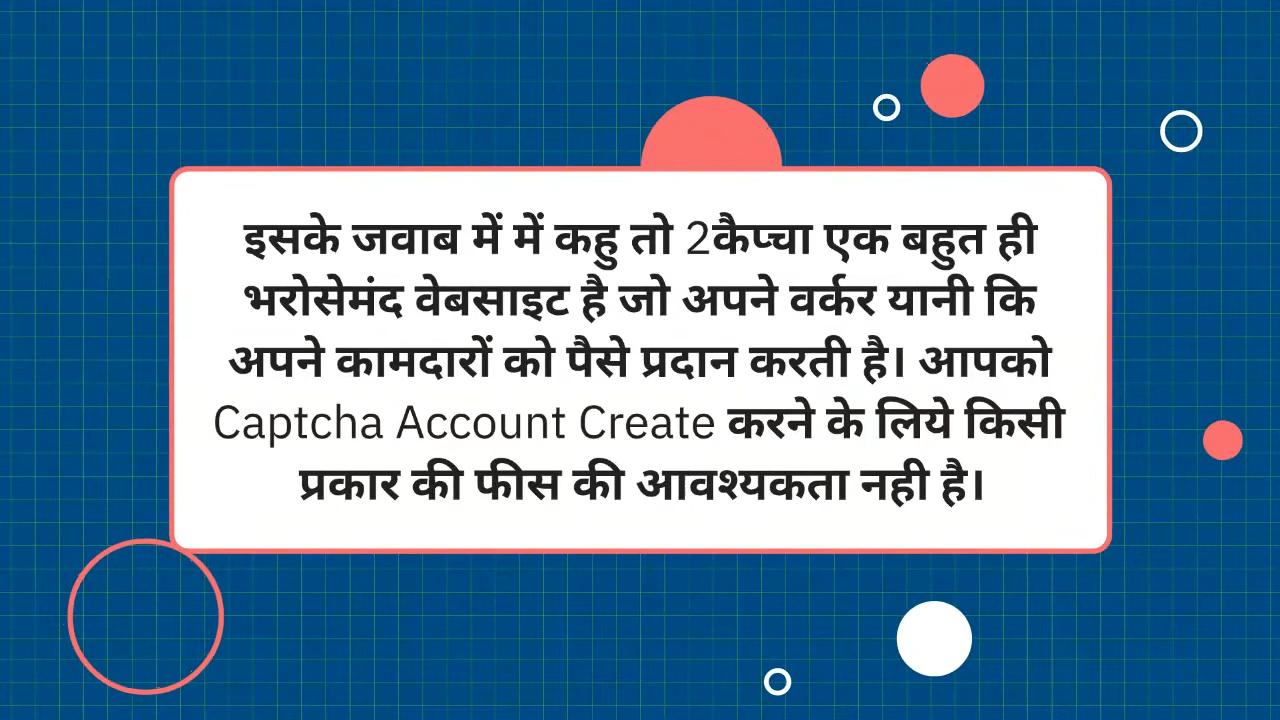 इसके जवाब में में कहु तो 2कैप्चा एक बहुत ही
भरोसेमंद वेबसाइट है जो अपने वर्कर यानी कि
अपने कामदारों को पैसे प्रदान करती है। आपको
Captcha Account Create करने के लिये किसी
प्रकार की फीस की आवश्यकता नही है।